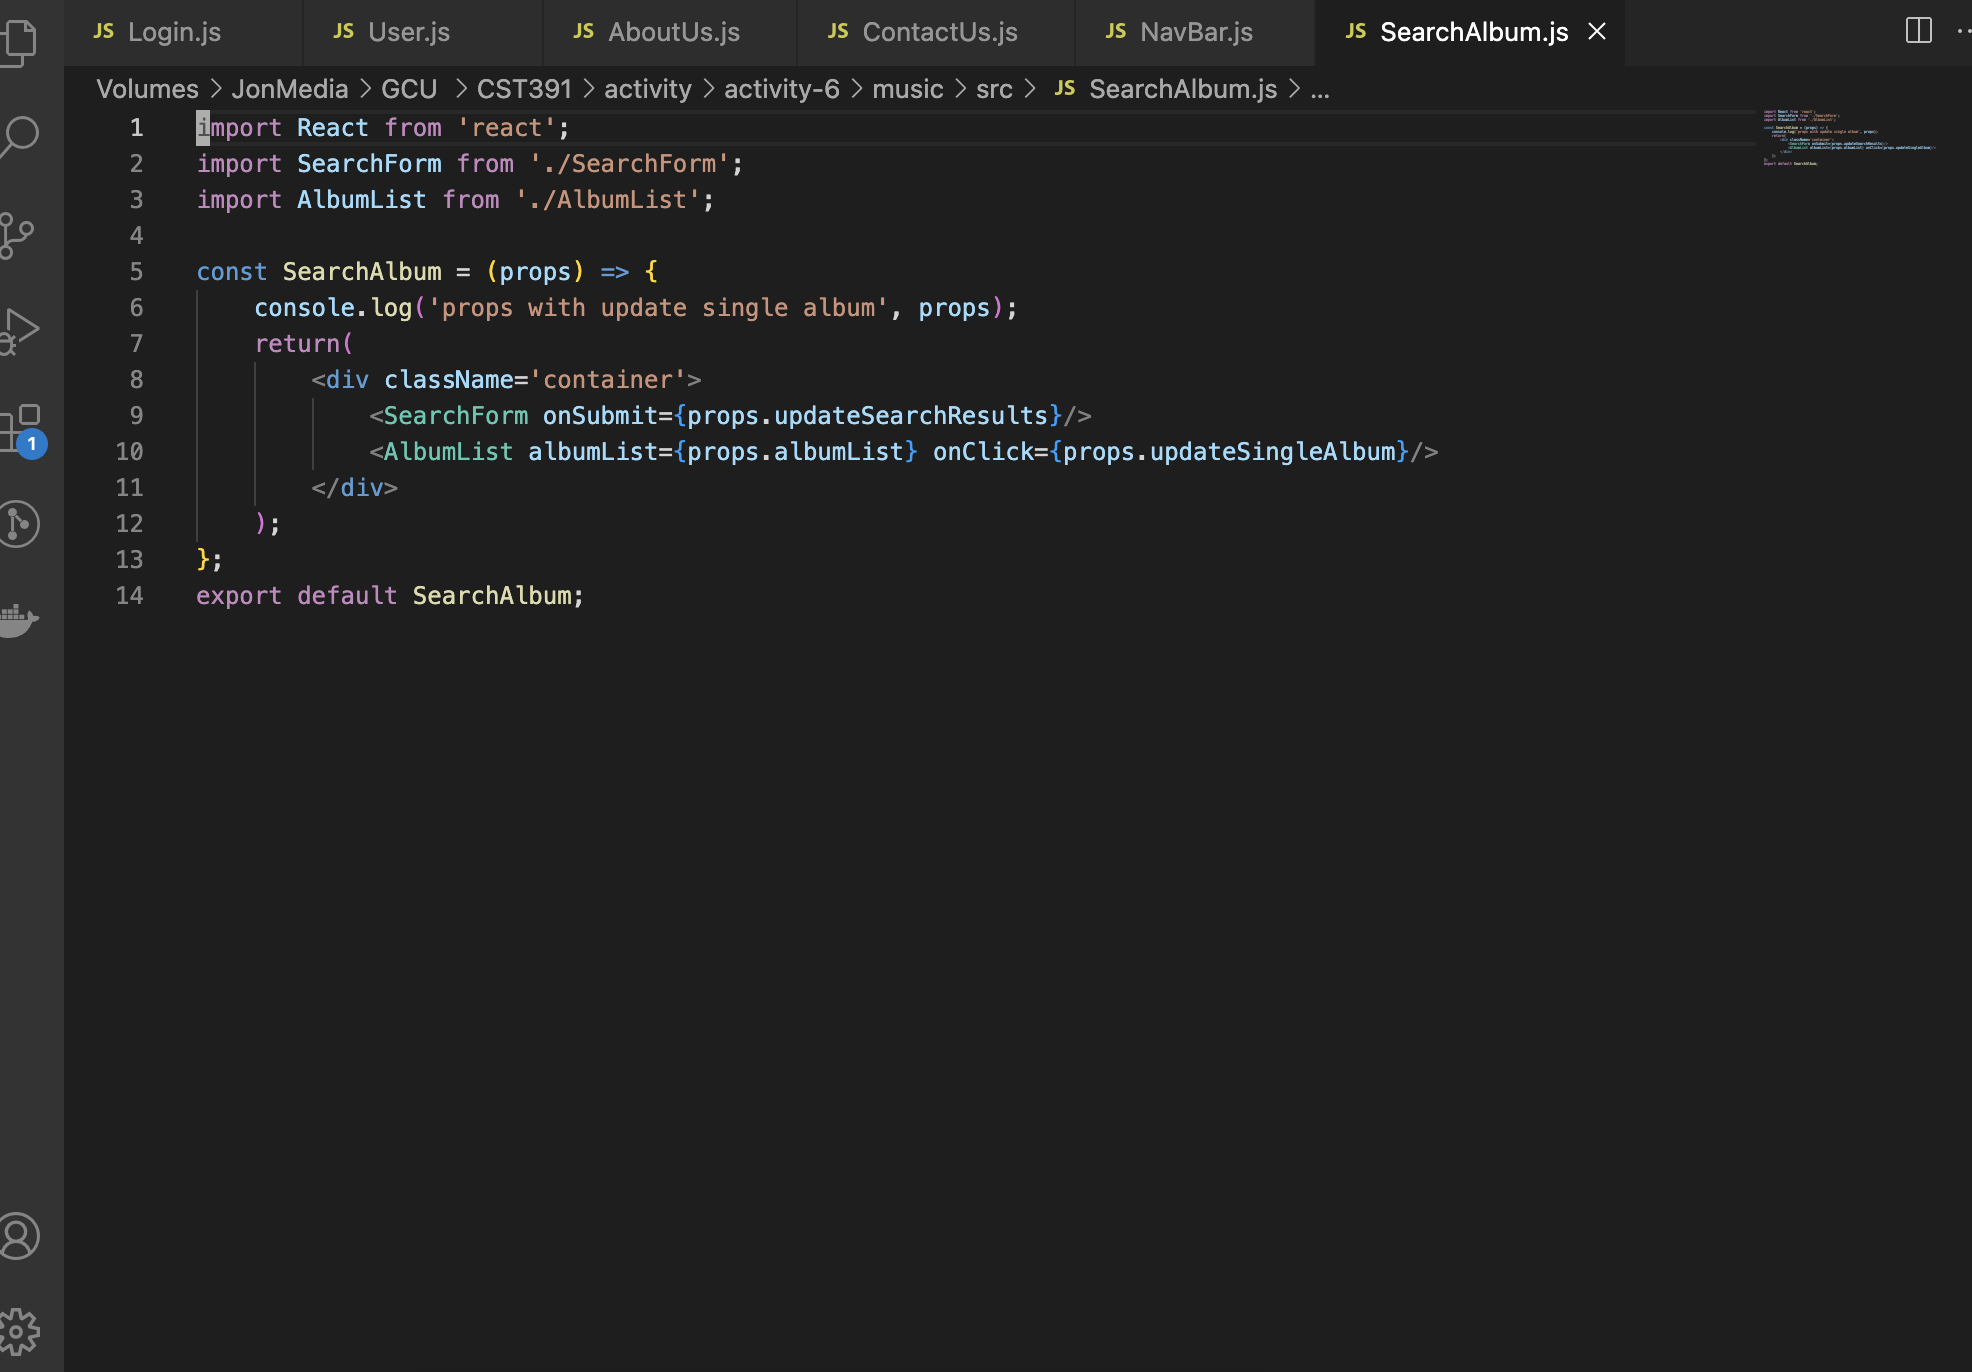 JS Login.js JS User.js JS AboutUs.js JS ContactUs.js JS NavBar.js JS SearchAlbum.js
Volumes > JonMedia > GCU > CST391 > activity > activity-6 > music > src > JS SearchAlbum.js > ...
1 import React from 'react';
2 import SearchForm from './SearchForm';
3 import AlbumList from './AlbumList';
4
5 const SearchAlbum = (props) => {
6     console.log('props with update single album', props);
7     return(
8         <div className='container'>
9             <SearchForm onSubmit={props.updateSearchResults}/>
10             <AlbumList albumList={props.albumList} onClick={props.updateSingleAlbum}/>
11         </div>
12     );
13 };
14 export default SearchAlbum;
1